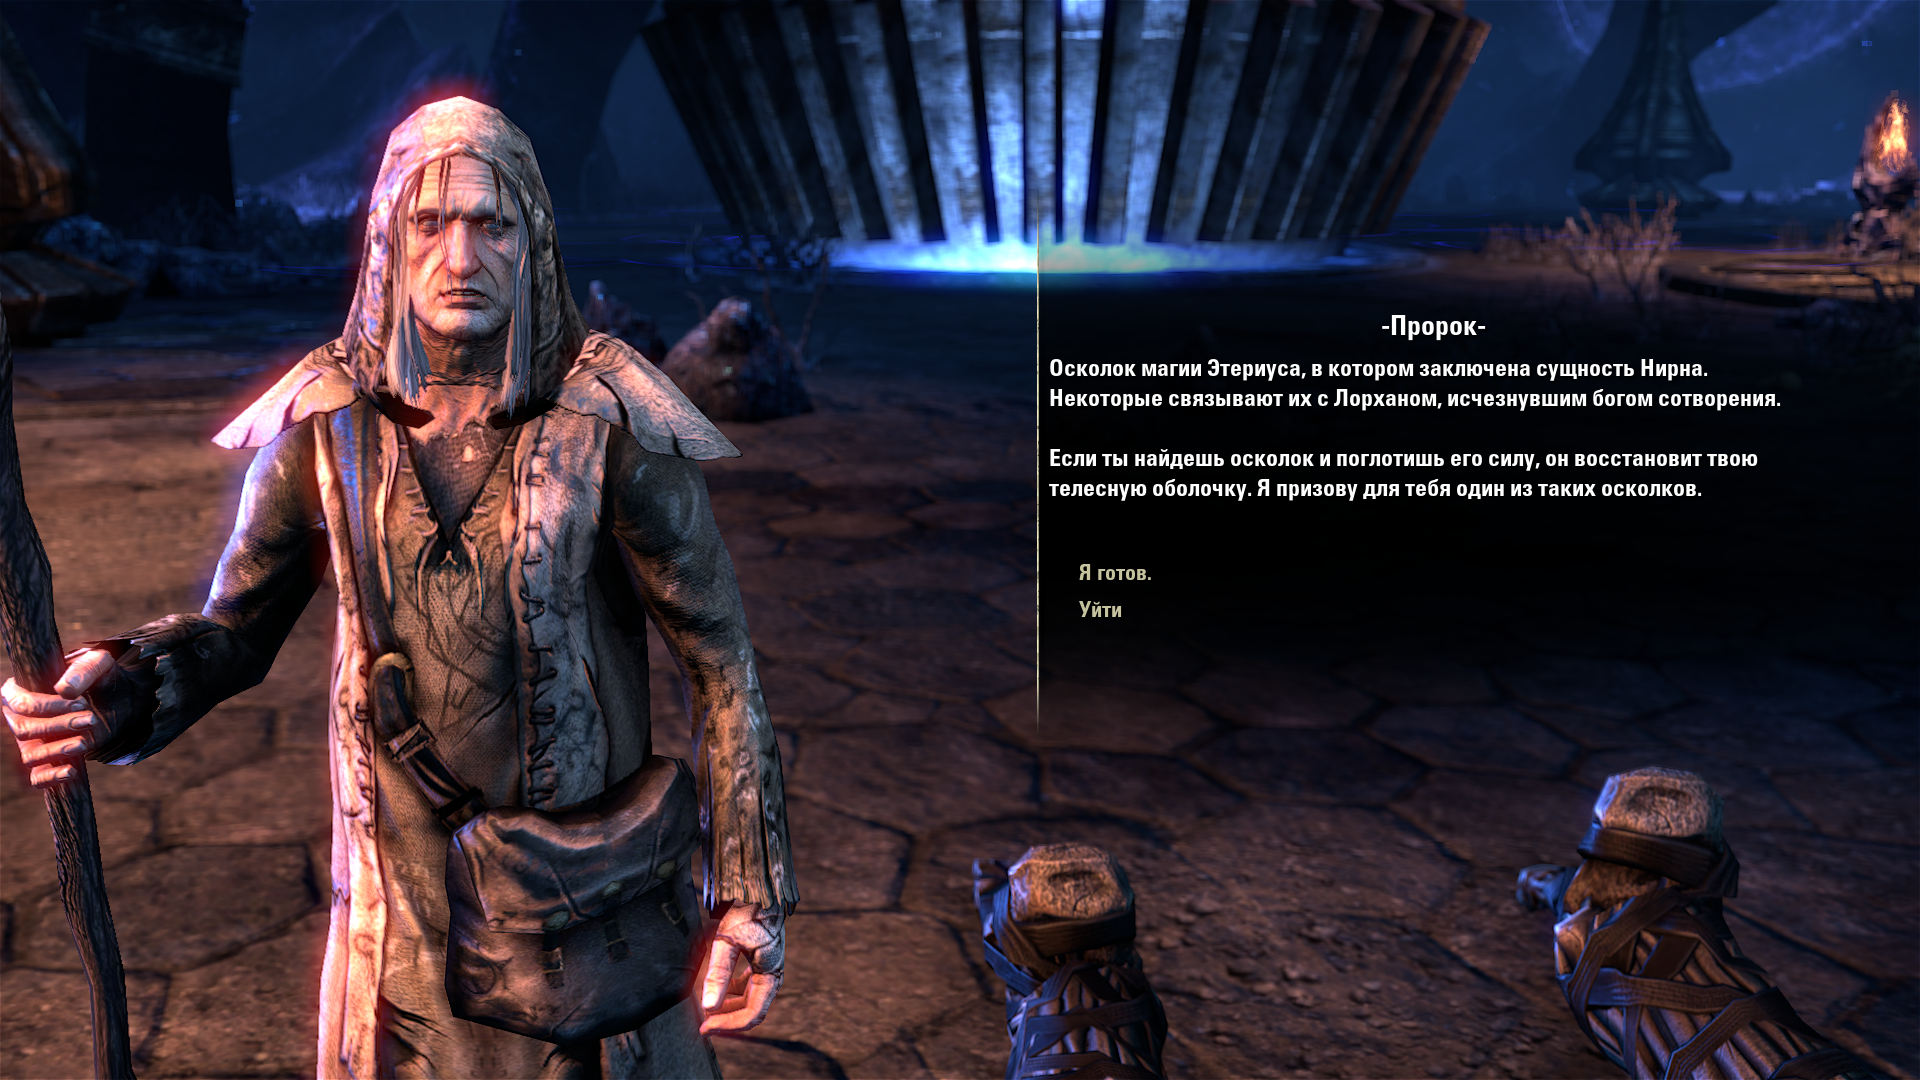 -Пророк-
Осколок магии Этериуса, в котором заключена сущность Нирна.
Некоторые связывают их с Лорханом, исчезнувшим богом сотворения.
Если ты найдешь осколок и поглотишь его силу, он восстановит твою
телесную оболочку. Я призову для тебя один из таких осколков.
Я готов.
Уйти